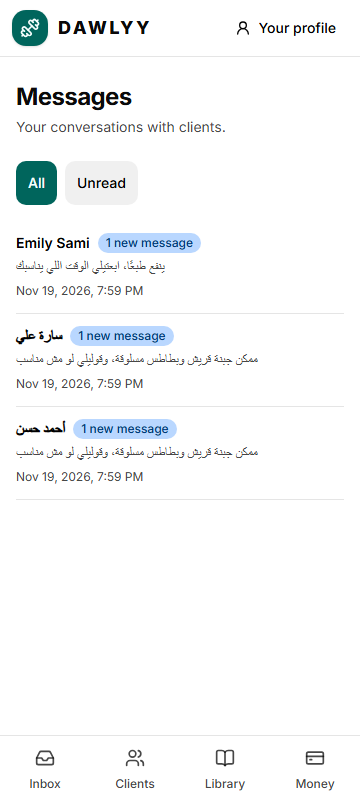 DAWLYY
Your profile
Messages
Your conversations with clients.
All
Unread
Emily Sami 1 new message
ينفع طبعًا، ابعتيلي الوقت اللي يناسبك
Nov 19, 2026, 7:59 PM
سارة علي 1 new message
ممكن جبنة قريش وبطاطس مسلوقة، وقوليلي لو مش مناسب
Nov 19, 2026, 7:59 PM
أحمد حسن 1 new message
ممكن جبنة قريش وبطاطس مسلوقة، وقوليلي لو مش مناسب
Nov 19, 2026, 7:59 PM
Inbox
Clients
Library
Money